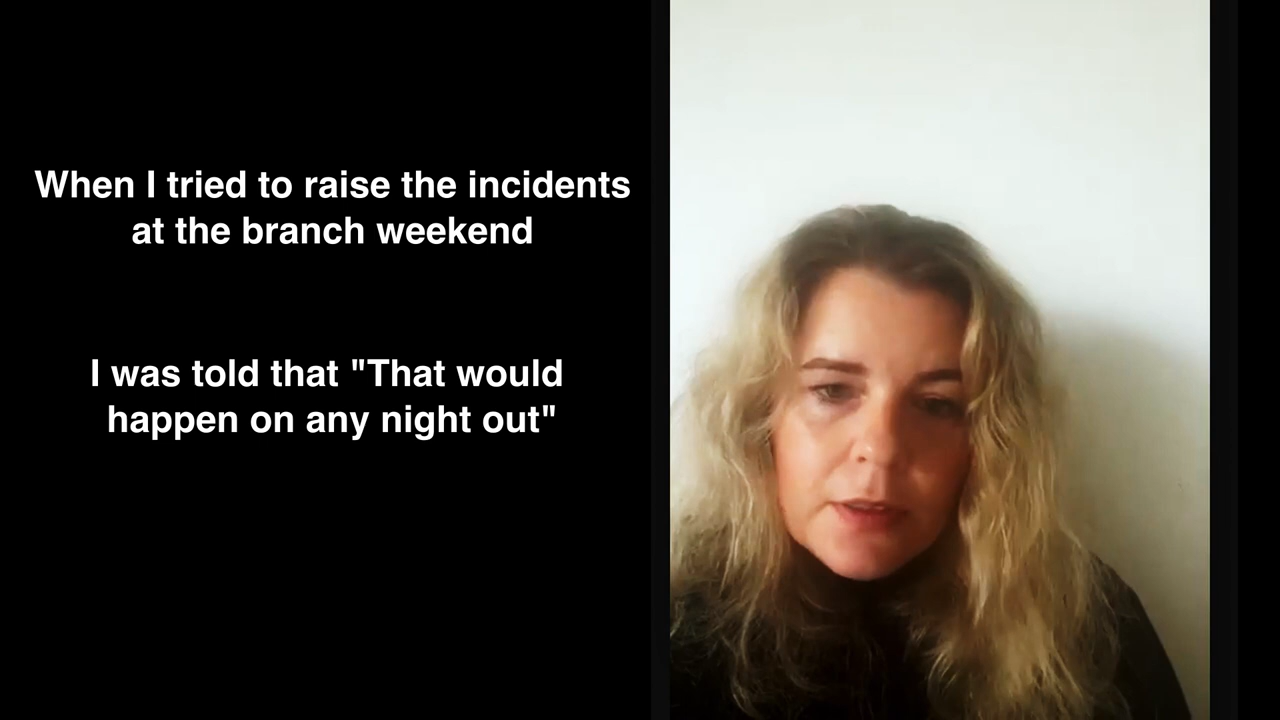 When I tried to raise the incidents
at the branch weekend
I was told that "That would
happen on any night out"